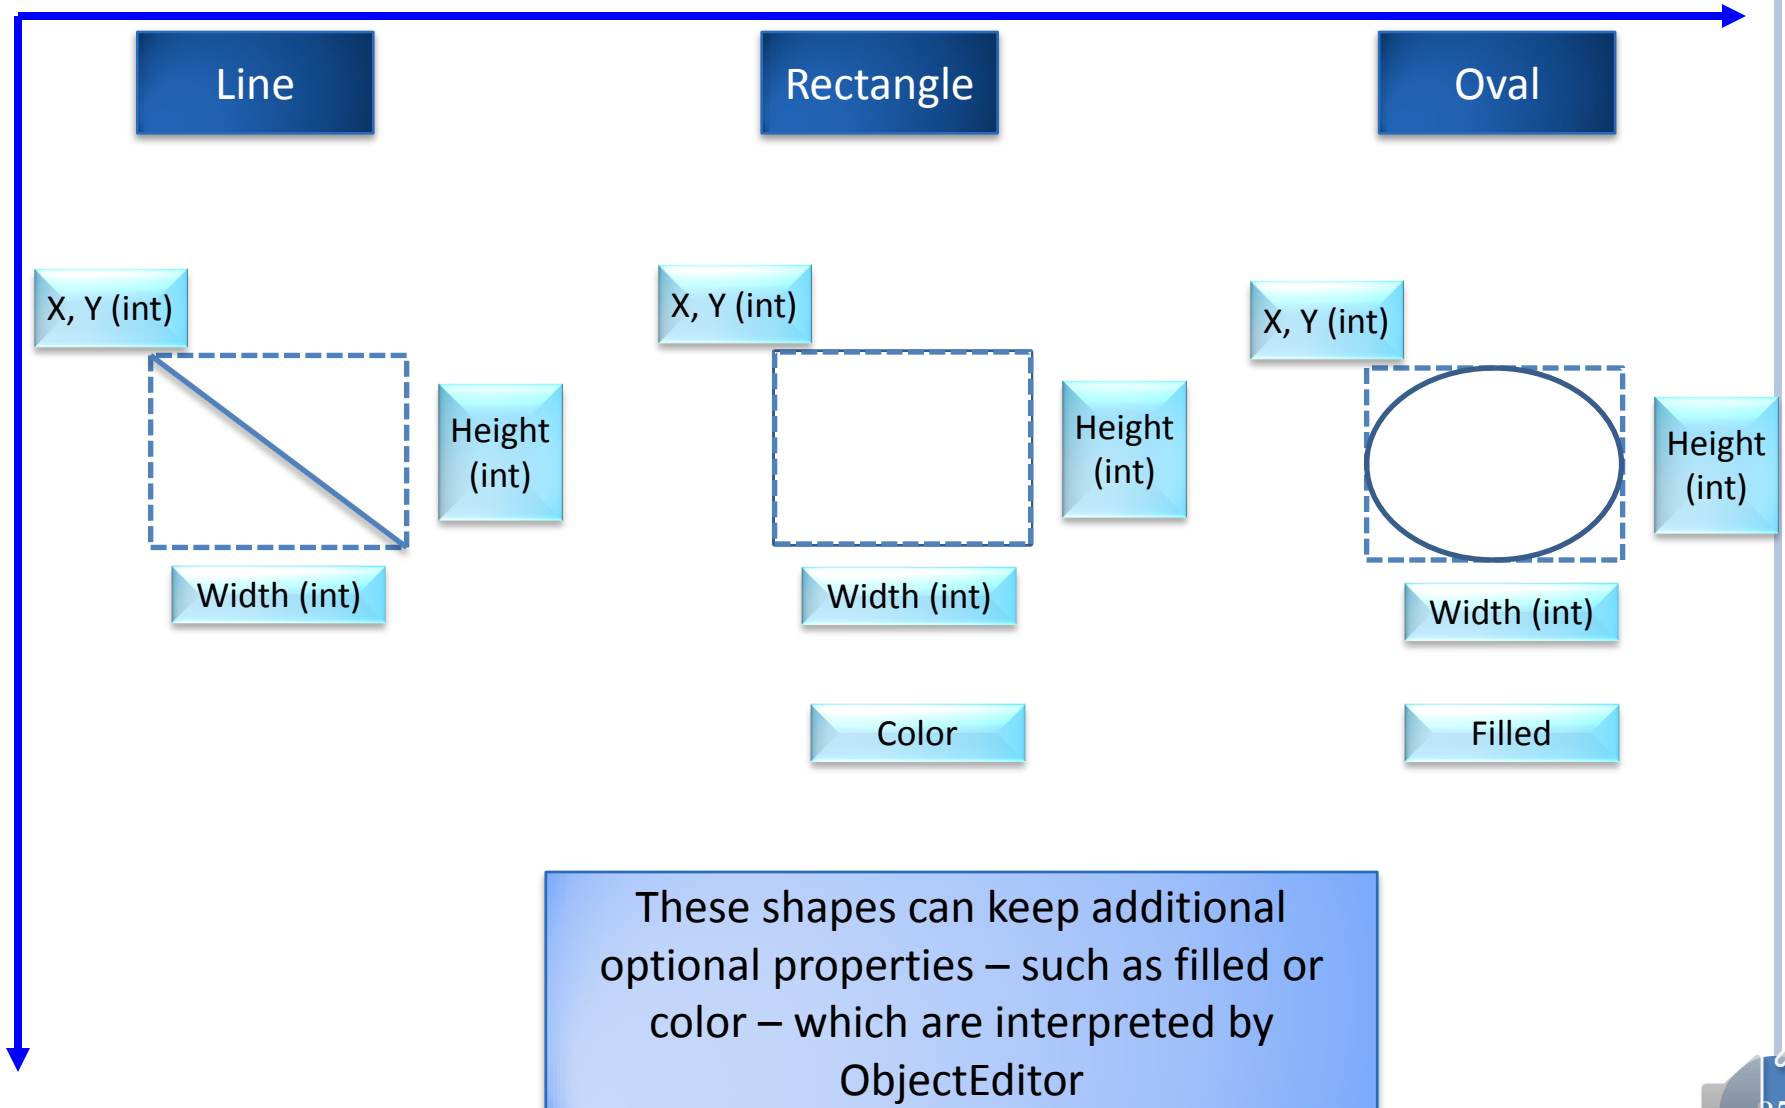 Line
Rectangle
Oval
X, Y (int)
Height
(int)
Width (int)
X, Y (int)
Height
(int)
Width (int)
Color
X, Y (int)
Height
(int)
Width (int)
Filled
These shapes can keep additional
optional properties – such as filled or
color – which are interpreted by
ObjectEditor